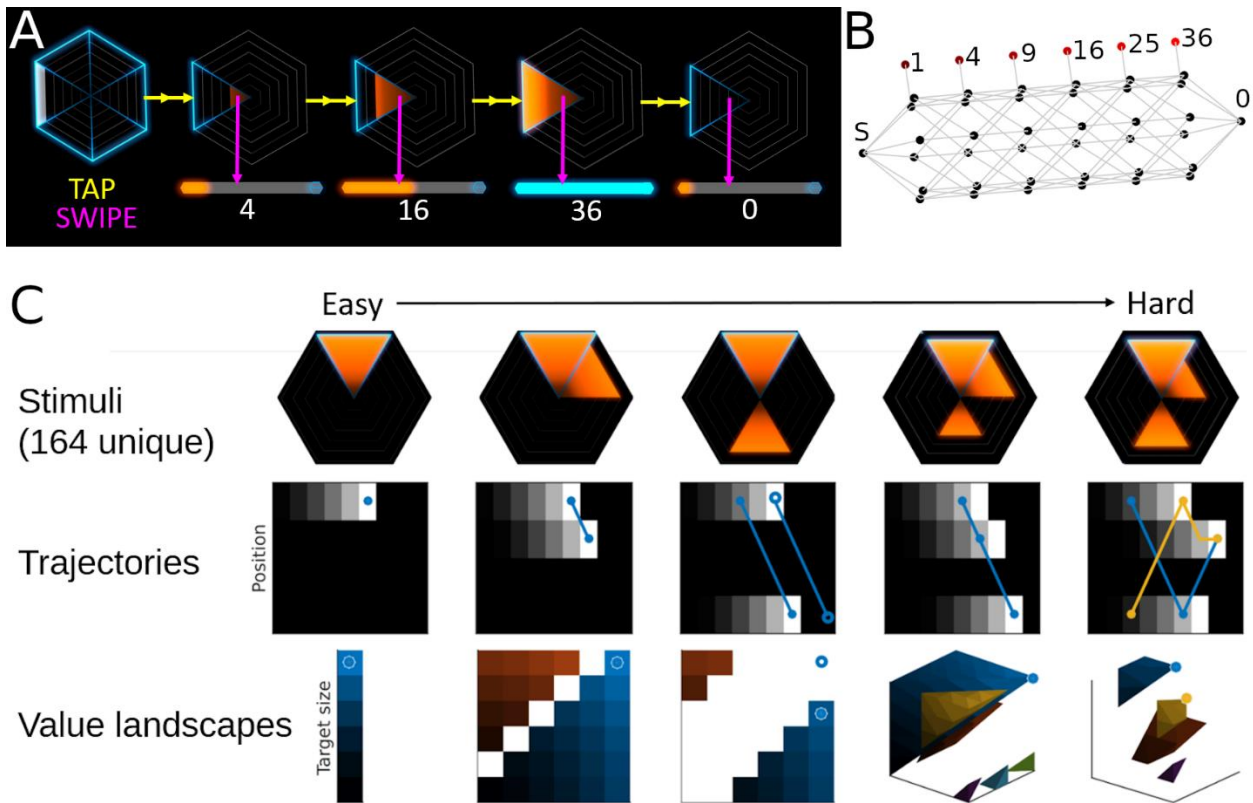 A
TAP
SWIPE
4
16
36
0
B
1
4
9
16
25
36
S
0
C
Easy
Hard
Stimuli
(164 unique)
Trajectories
Position
Value landscapes
Target size